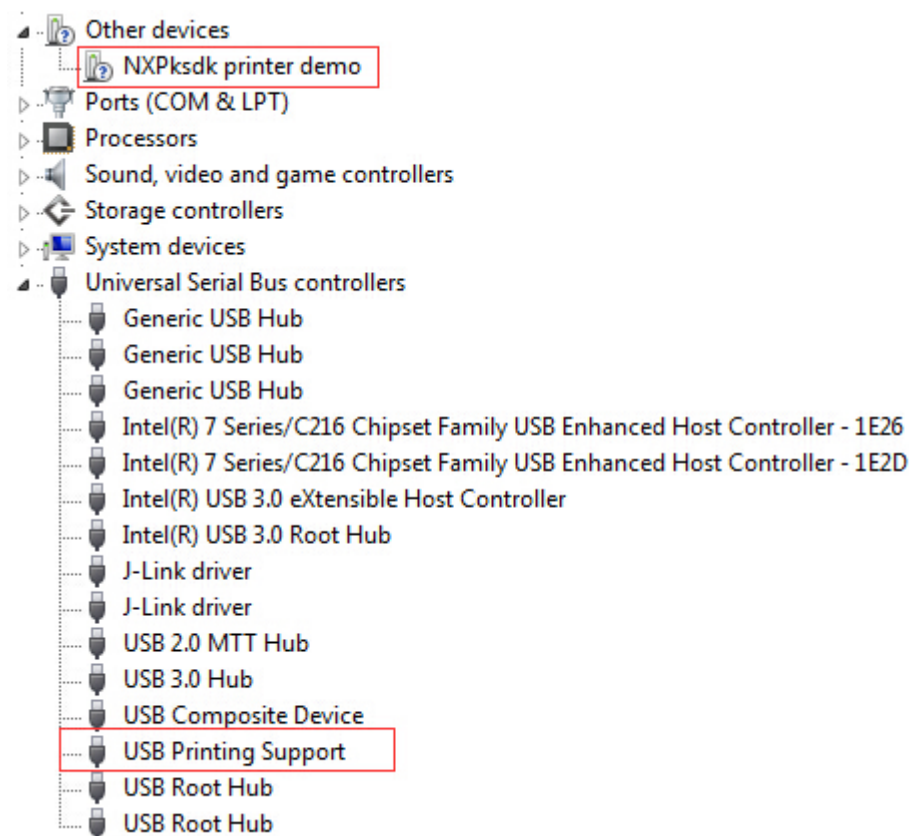 Other devices
NXPksdk printer demo
Ports (COM & LPT)
Processors
Sound, video and game controllers
Storage controllers
System devices
Universal Serial Bus controllers
Generic USB Hub
Generic USB Hub
Generic USB Hub
Intel(R) 7 Series/C216 Chipset Family USB Enhanced Host Controller - 1E26
Intel(R) 7 Series/C216 Chipset Family USB Enhanced Host Controller - 1E2D
Intel(R) USB 3.0 eXtensible Host Controller
Intel(R) USB 3.0 Root Hub
J-Link driver
J-Link driver
USB 2.0 MTT Hub
USB 3.0 Hub
USB Composite Device
USB Printing Support
USB Root Hub
USB Root Hub